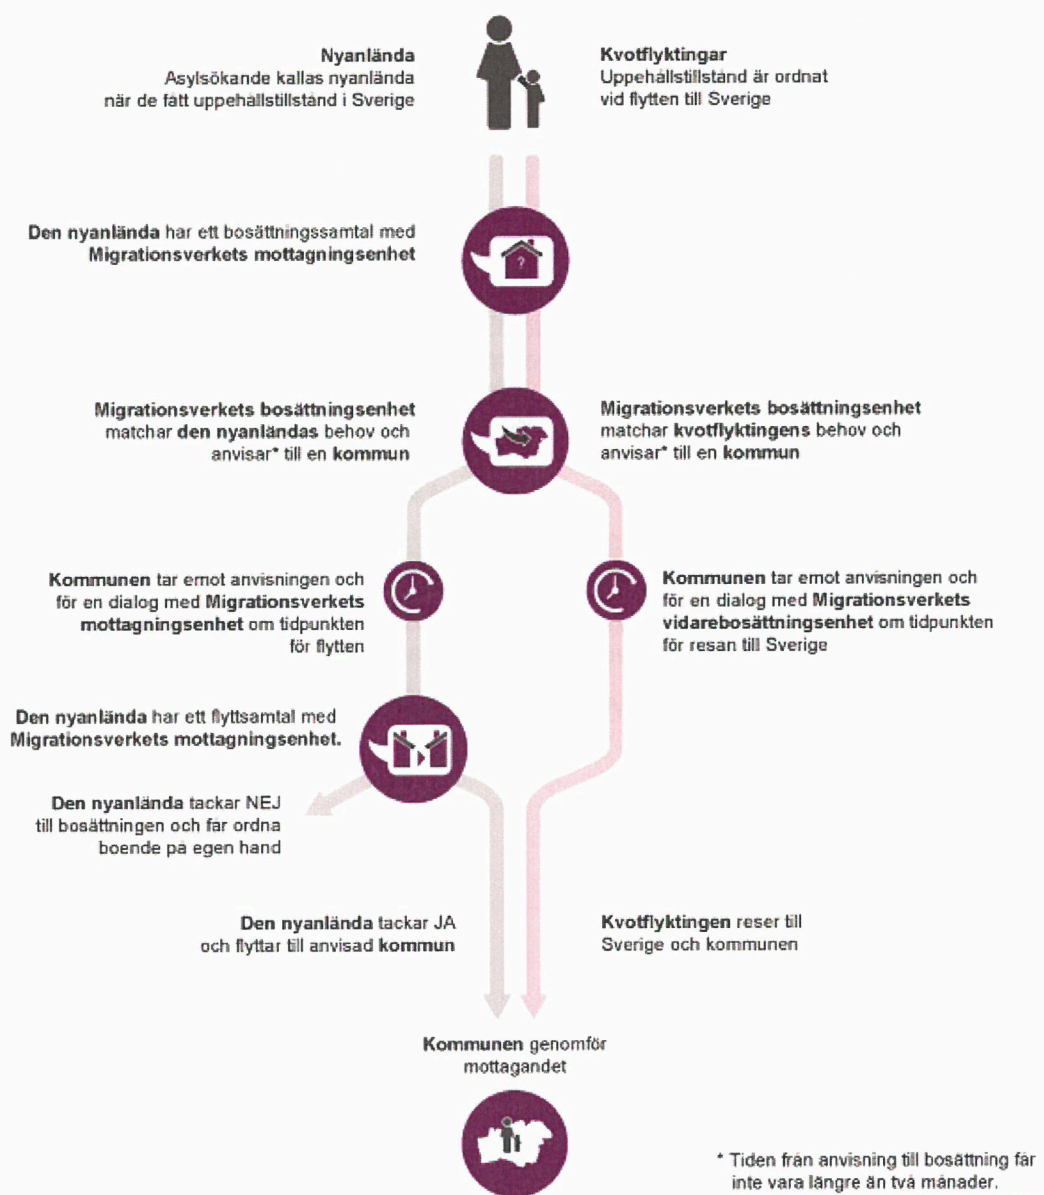 Nyanlända
Asylsökande kallas nyanlända
när de fått uppehållstillstånd i Sverige
Kvotflyktingar
Uppehållstillstånd är ordnat
vid flytten till Sverige
Den nyanlända har ett bosättningssamtal med
Migrationsverkets mottagningsenhet
?
Migrationsverkets bosättningsenhet
matchar den nyanländas behov och
anvisar* till en kommun
Migrationsverkets bosättningsenhet
matchar kvotflyktingens behov och
anvisar* till en kommun
Kommunen tar emot anvisningen och
för en dialog med Migrationsverkets
mottagningsenhet om tidpunkten
för flytten
Kommunen tar emot anvisningen och
för en dialog med Migrationsverkets
vidarebosättningsenhet om tidpunkten
för resan till Sverige
Den nyanlända har ett flyttsamtal med
Migrationsverkets mottagningsenhet.
Den nyanlända tackar NEJ
till bosättningen och får ordna
boende på egen hand
Den nyanlända tackar JA
och flyttar till anvisad kommun
Kvotflyktingen reser till
Sverige och kommunen
Kommunen genomför
mottagandet
* Tiden från anvisning till bosättning får
inte vara längre än två månader.